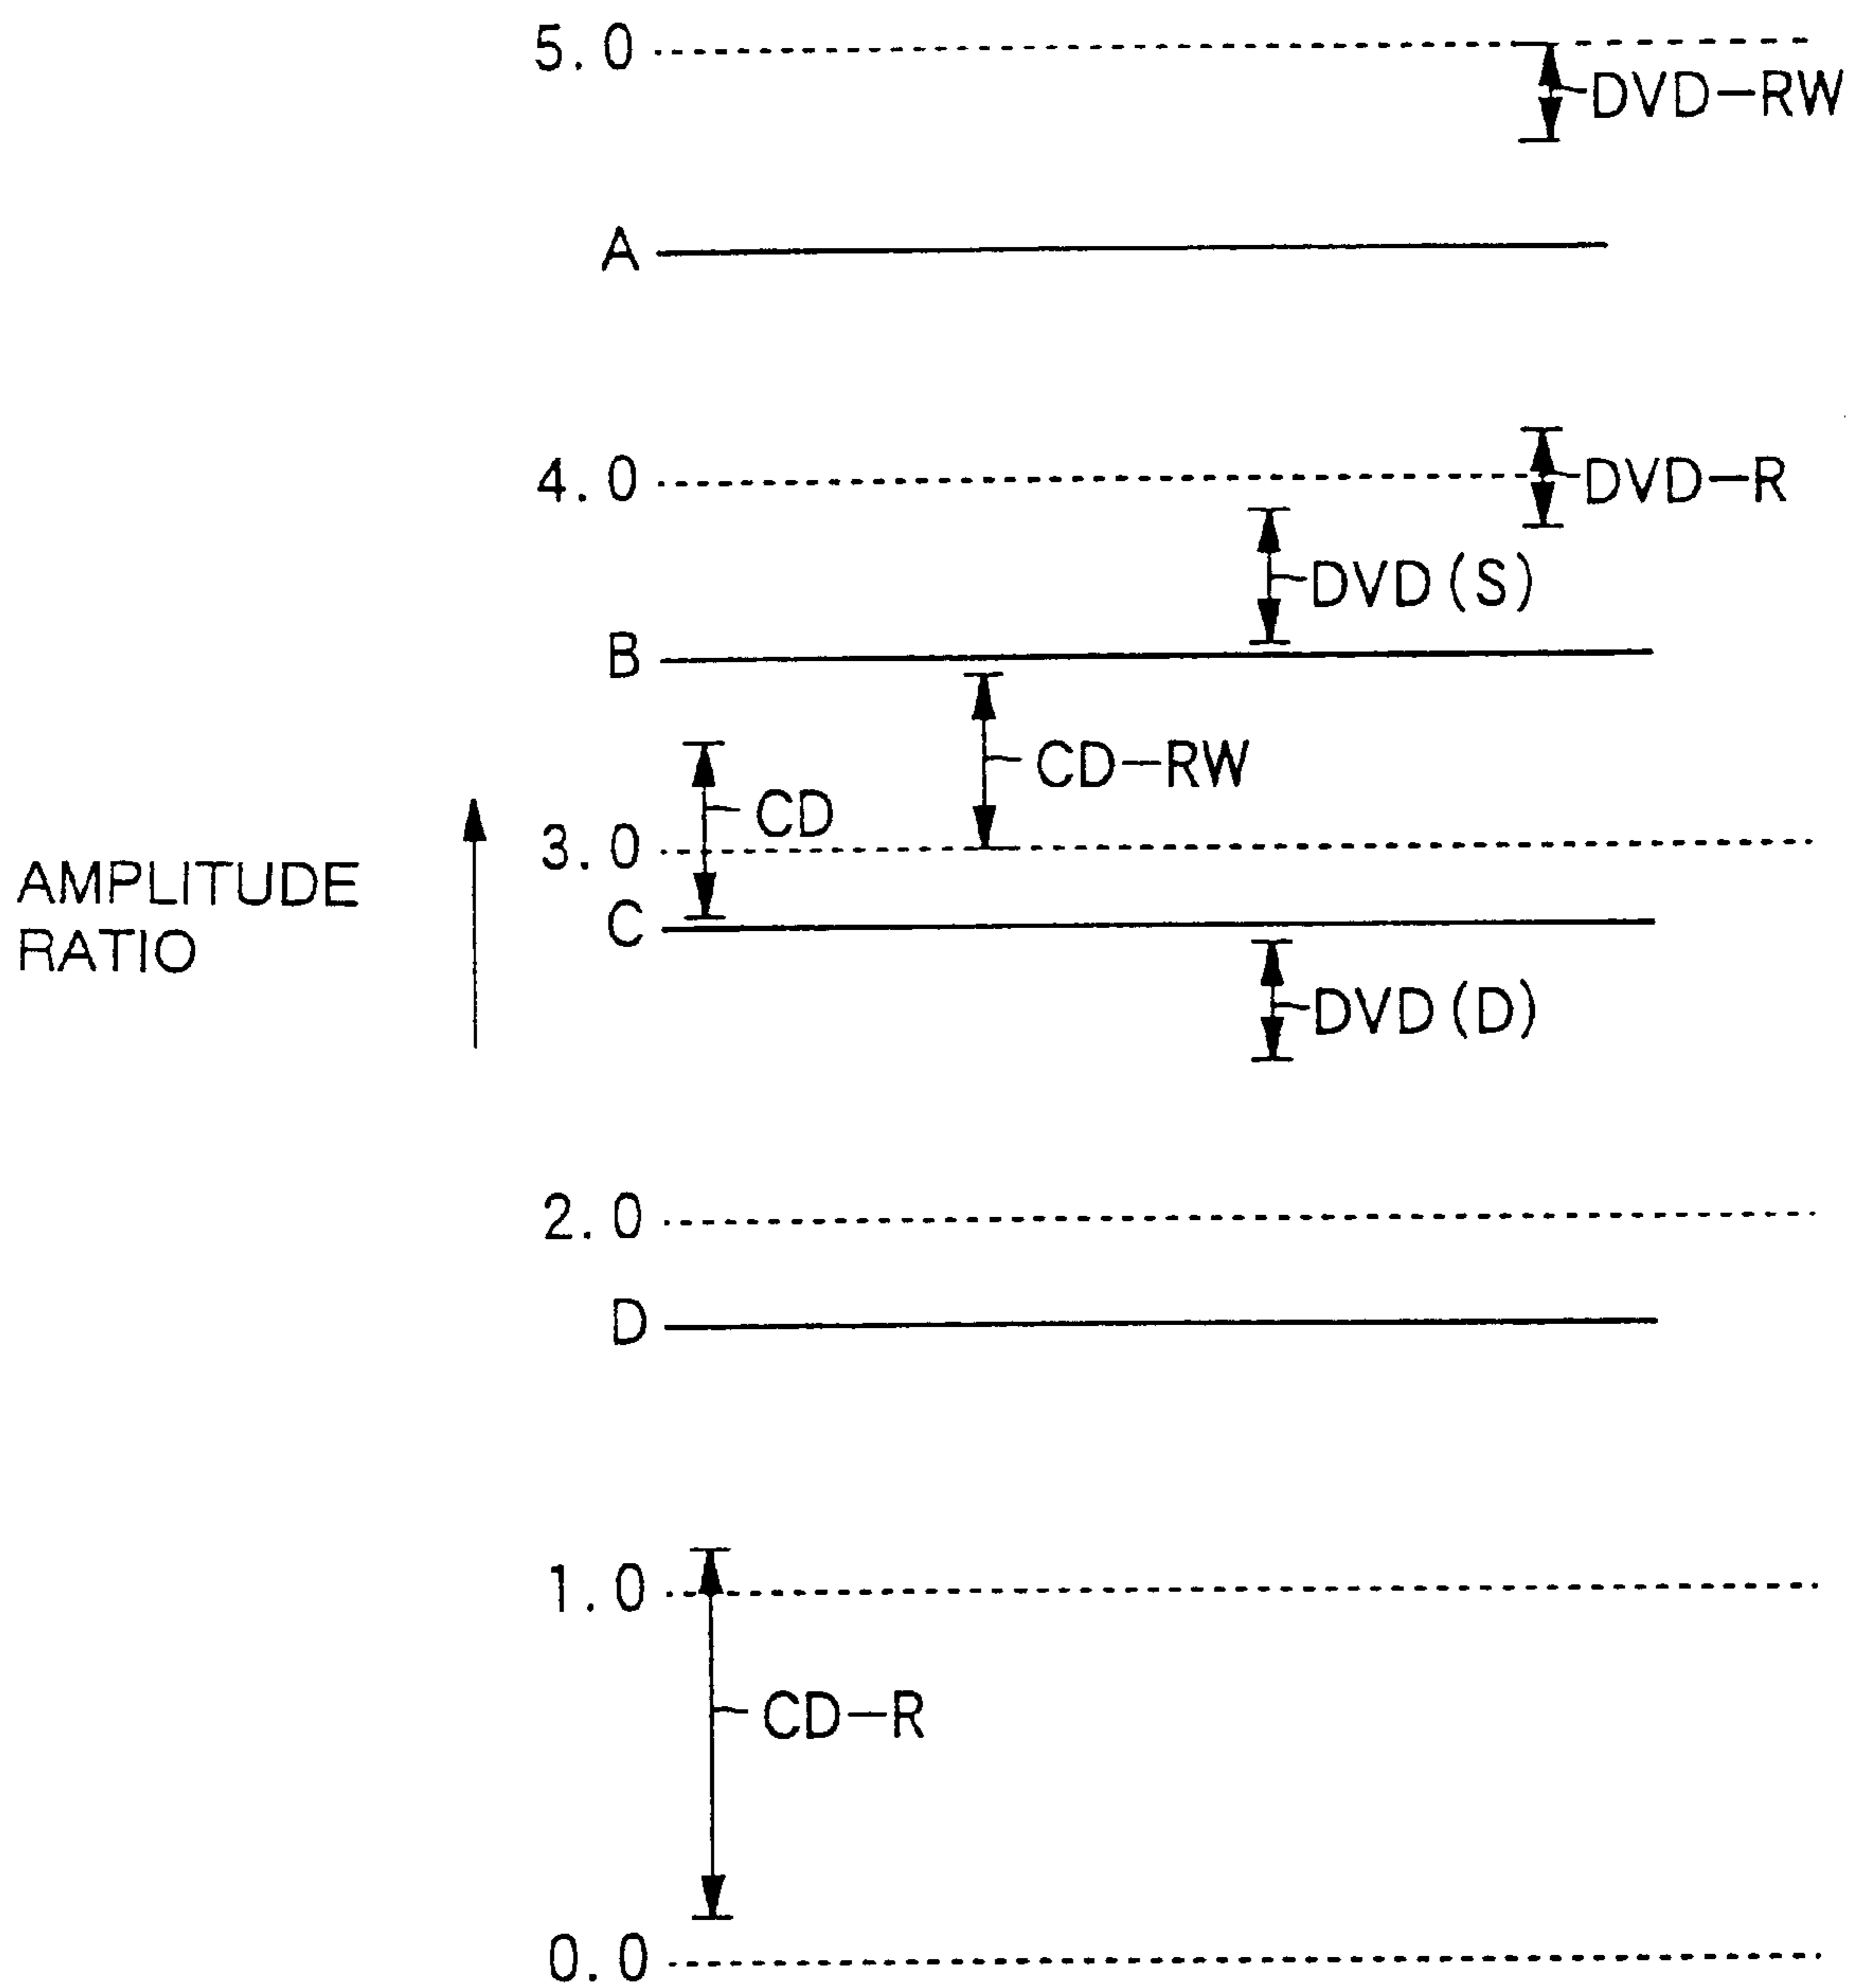 5.0
DVD-RW
A
4.0
DVD-R
DVD(S)
B
CD-RW
CD
3.0
AMPLITUDE
RATIO
C
DVD(D)
2.0
D
1.0
CD-R
0.0